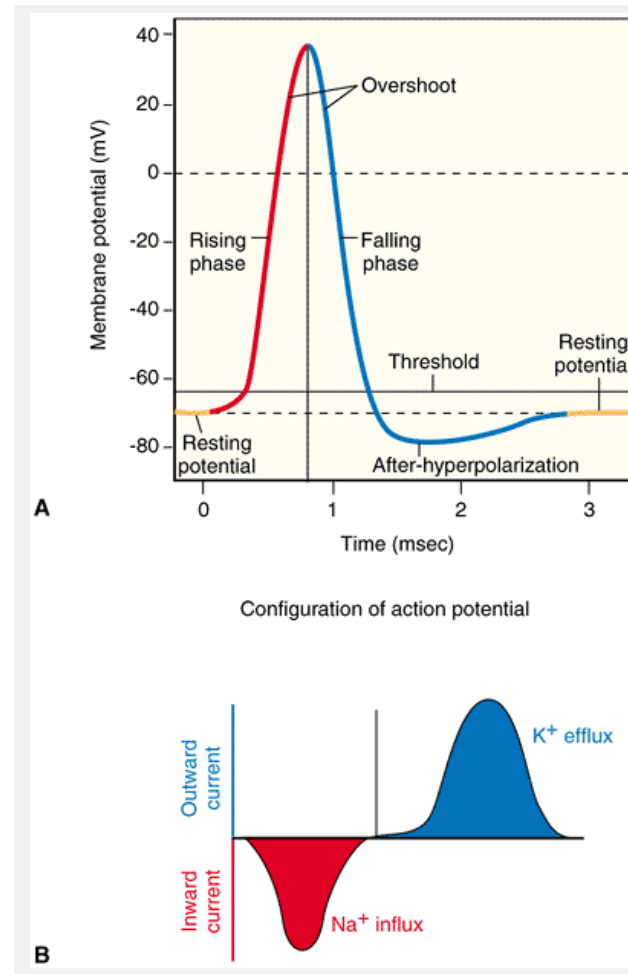 40
20
0
-20
-40
-60
-80
Membrane potential (mV)
Overshoot
Rising
phase
Falling
phase
Threshold
Resting
potential
Resting
potential
After-hyperpolarization
0
1
2
3
A
Time (msec)
Configuration of action potential
Outward
current
K+ efflux
Inward
current
Na+ influx
B